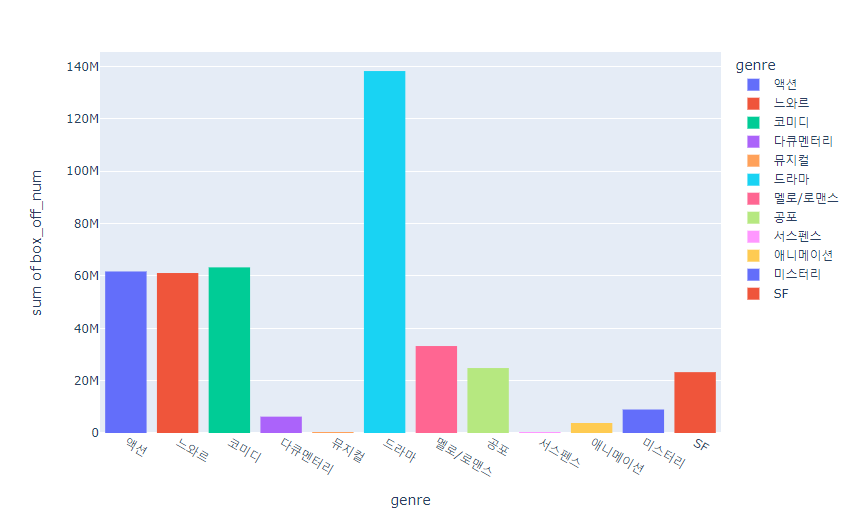 140M
120M
100M
80M
60M
40M
20M
0
sum of box_off_num
액션
느와르
코미디
다큐멘터리
뮤지컬
드라마
멜로/로맨스
공포
서스펜스
애니메이션
미스터리
SF
genre
genre
액션
느와르
코미디
다큐멘터리
뮤지컬
드라마
멜로/로맨스
공포
서스펜스
애니메이션
미스터리
SF